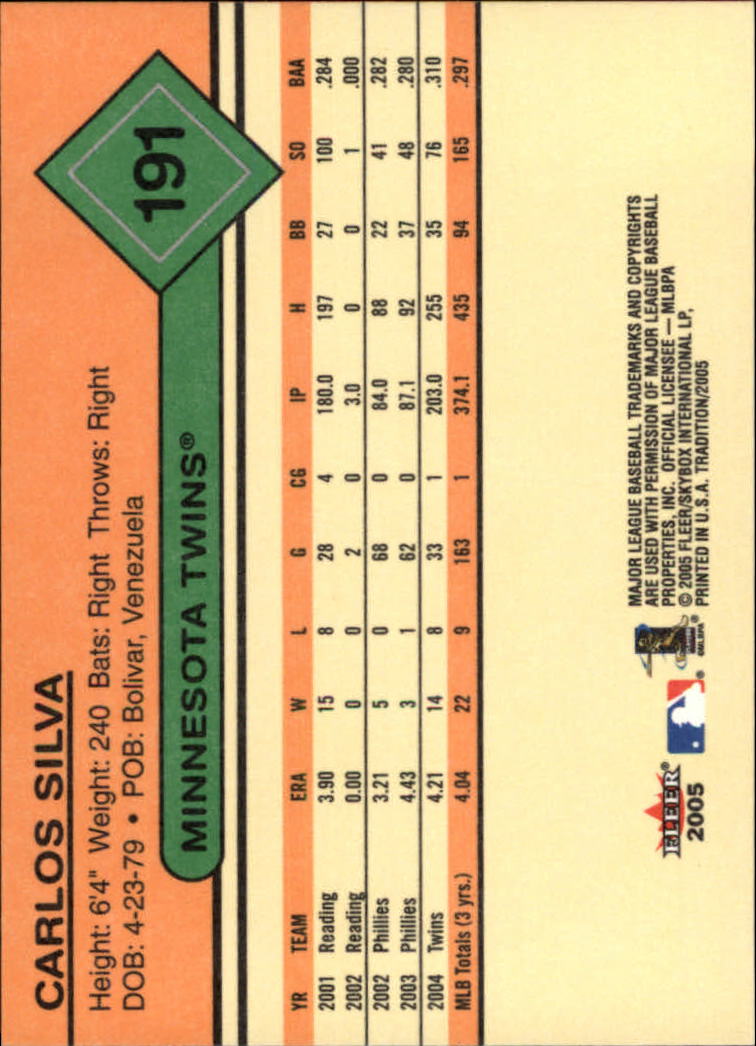 CARLOS SILVA
Height: 6'4" Weight: 240 Bats: Right Throws: Right
DOB: 4-23-79 • POB: Bolivar, Venezuela
191
MINNESOTA TWINS®
YR TEAM ERA W L G CG IP H BB SO BAA
2001 Reading 3.90 15 8 28 4 180.0 197 27 100 .284
2002 Reading 0.00 0 0 2 0 3.0 0 0 1 .000
2002 Phillies 3.21 5 0 68 0 84.0 88 22 41 .282
2003 Phillies 4.43 3 1 62 0 87.1 92 37 48 .280
2004 Twins 4.21 14 8 33 1 203.0 255 35 76 .310
MLB Totals (3 yrs.) 4.04 22 9 163 1 374.1 435 94 165 .297
FLEER®
2005
®
®
©MLBPA
MAJOR LEAGUE BASEBALL TRADEMARKS AND COPYRIGHTS
ARE USED WITH PERMISSION OF MAJOR LEAGUE BASEBALL
PROPERTIES, INC. OFFICIAL LICENSEE — MLBPA
© 2005 FLEER/SKYBOX INTERNATIONAL LP,
PRINTED IN U.S.A. TRADITION/2005